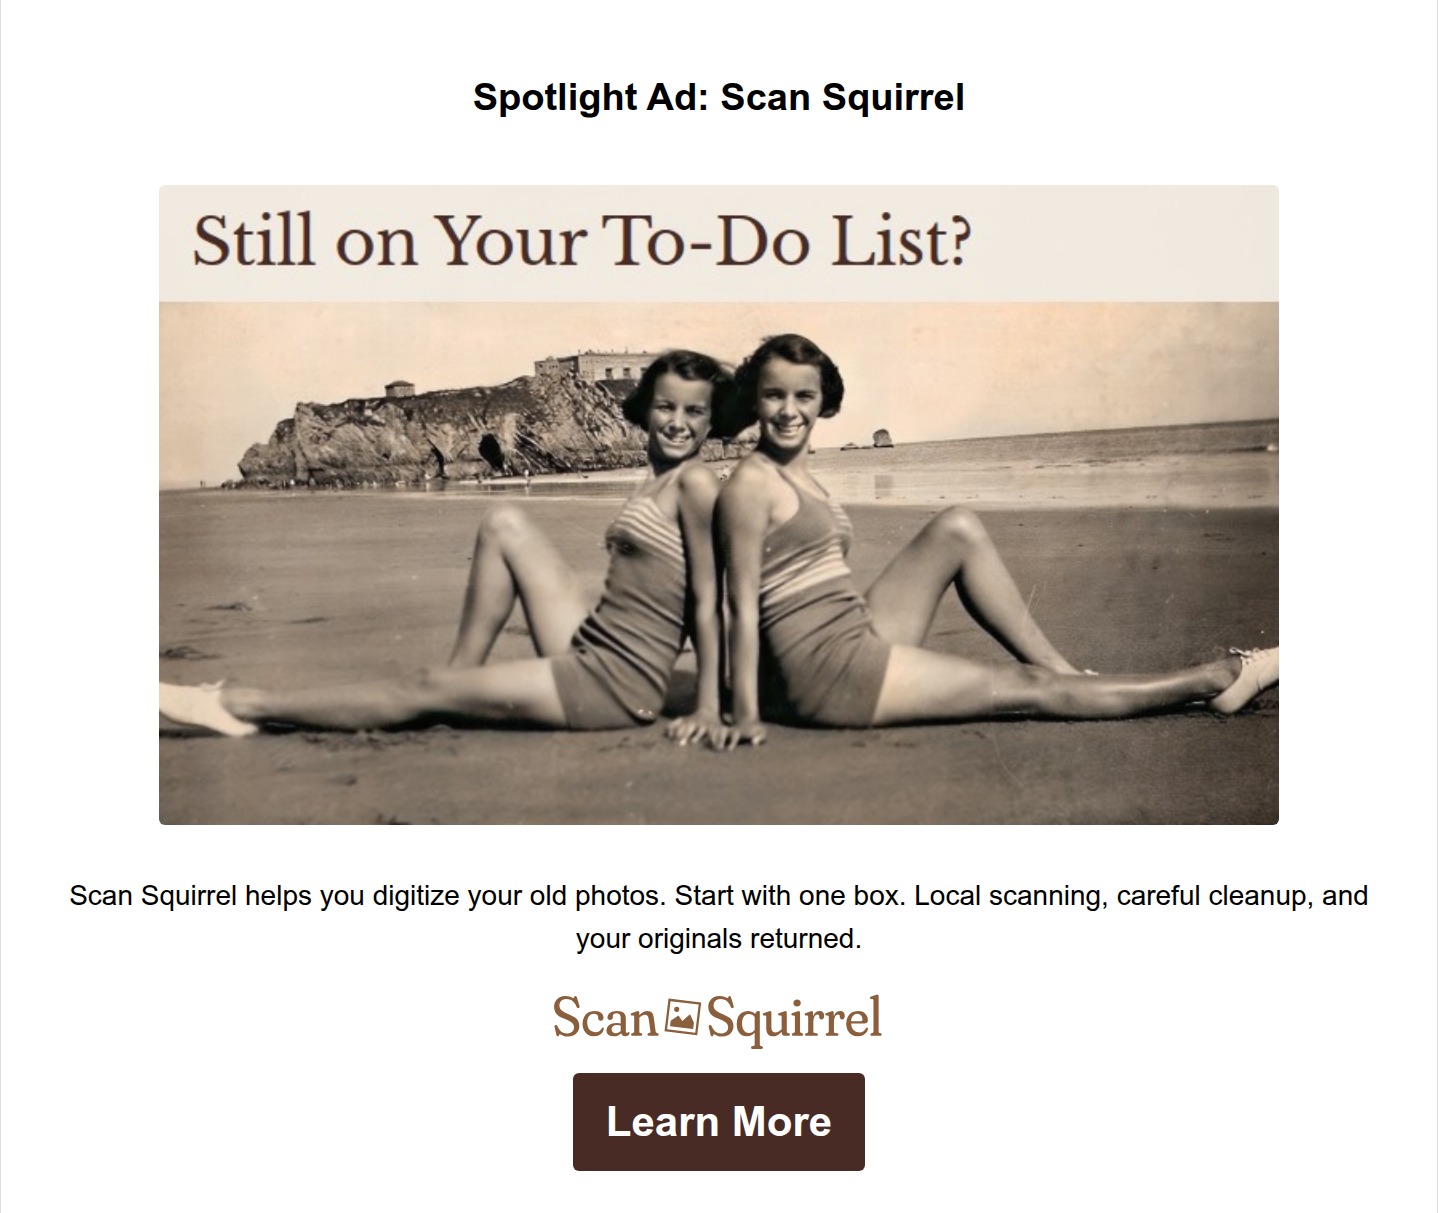 Spotlight Ad: Scan Squirrel
Still on Your To-Do List?
Scan Squirrel helps you digitize your old photos. Start with one box. Local scanning, careful cleanup, and
your originals returned.
Scan Squirrel
Learn More